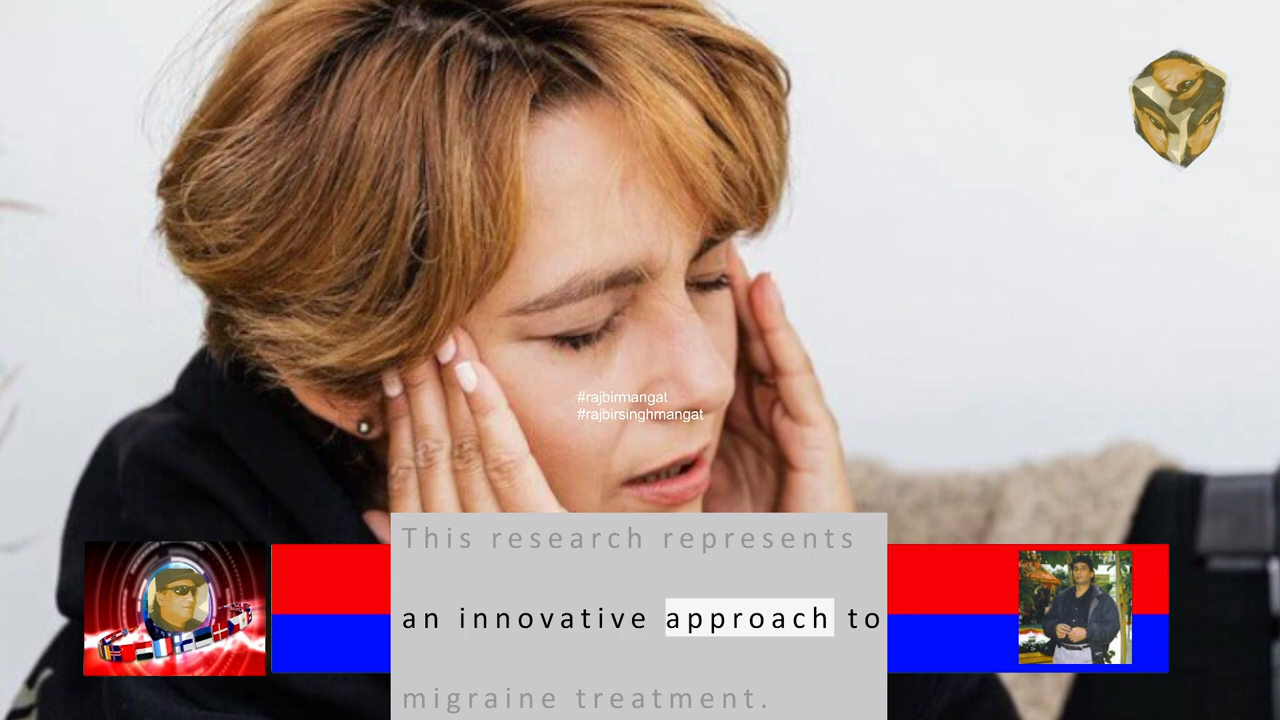 #rajbirmangat
#rajbirsinghmangat
This research represents
an innovative approach to
migraine treatment.